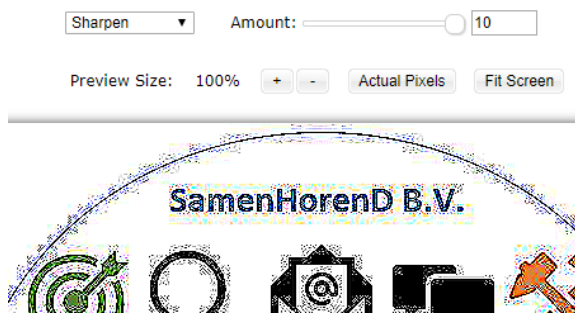 Sharpen Amount: 10
Preview Size: 100% + - Actual Pixels Fit Screen
SamenHorenD B.V.
@